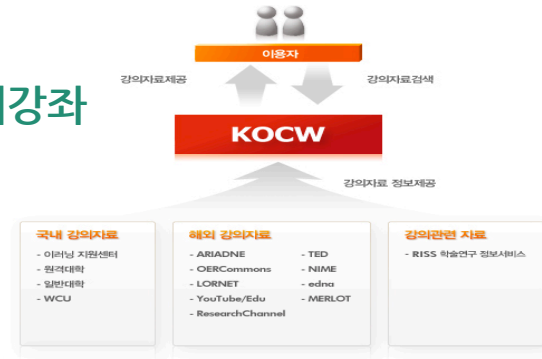 이용자
강의자료제공
강의자료검색
강좌
KOCW
강의자료 정보제공
국내 강의자료
- 이러닝 지원센터
- 원격대학
- 일반대학
- WCU
해외 강의자료
- ARIADNE
- OERCommons
- LORNET
- YouTube/Edu
- ResearchChannel
- TED
- NIME
- edna
- MERLOT
강의관련 자료
- RISS 학술연구 정보서비스